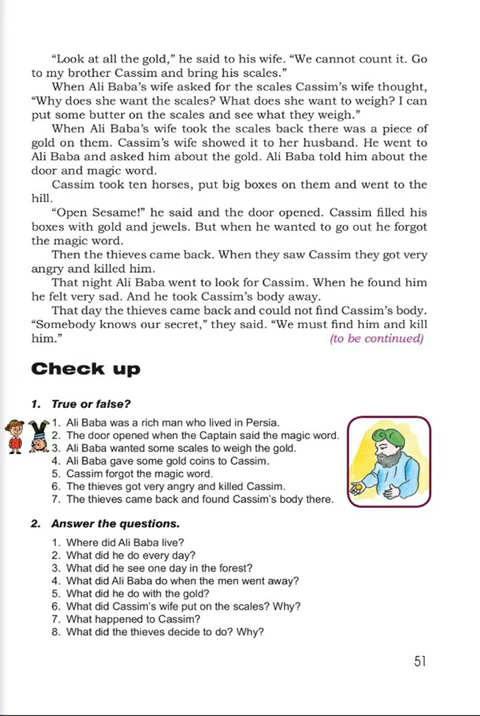 “Look at all the gold,” he said to his wife. “We cannot count it. Go
to my brother Cassim and bring his scales.”
When Ali Baba’s wife asked for the scales Cassim’s wife thought,
“Why does she want the scales? What does she want to weigh? I can
put some butter on the scales and see what they weigh.”
When Ali Baba’s wife took the scales back there was a piece of
gold on them. Cassim’s wife showed it to her husband. He went to
Ali Baba and asked him about the gold. Ali Baba told him about the
door and magic word.
Cassim took ten horses, put big boxes on them and went to the
hill.
“Open Sesame!” he said and the door opened. Cassim filled his
boxes with gold and jewels. But when he wanted to go out he forgot
the magic word.
Then the thieves came back. When they saw Cassim they got very
angry and killed him.
That night Ali Baba went to look for Cassim. When he found him
he felt very sad. And he took Cassim’s body away.
That day the thieves came back and could not find Cassim’s body.
“Somebody knows our secret,” they said. “We must find him and kill
him.” (to be continued)
Check up
1. True or false?
1. Ali Baba was a rich man who lived in Persia.
2. The door opened when the Captain said the magic word.
3. Ali Baba wanted some scales to weigh the gold.
4. Ali Baba gave some gold coins to Cassim.
5. Cassim forgot the magic word.
6. The thieves got very angry and killed Cassim.
7. The thieves came back and found Cassim’s body there.
2. Answer the questions.
1. Where did Ali Baba live?
2. What did he do every day?
3. What did he see one day in the forest?
4. What did Ali Baba do when the men went away?
5. What did he do with the gold?
6. What did Cassim’s wife put on the scales? Why?
7. What happened to Cassim?
8. What did the thieves decide to do? Why?
51